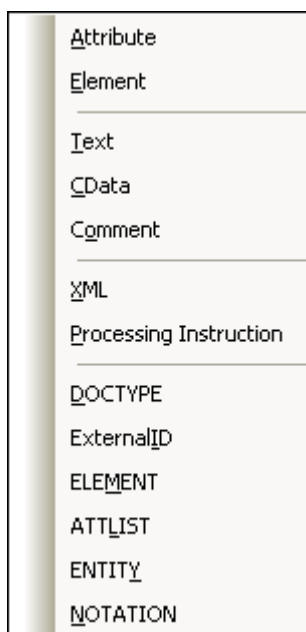 Attribute
Element
Text
CData
Comment
XML
Processing Instruction
DOCTYPE
ExternalID
ELEMENT
ATTLIST
ENTITY
NOTATION